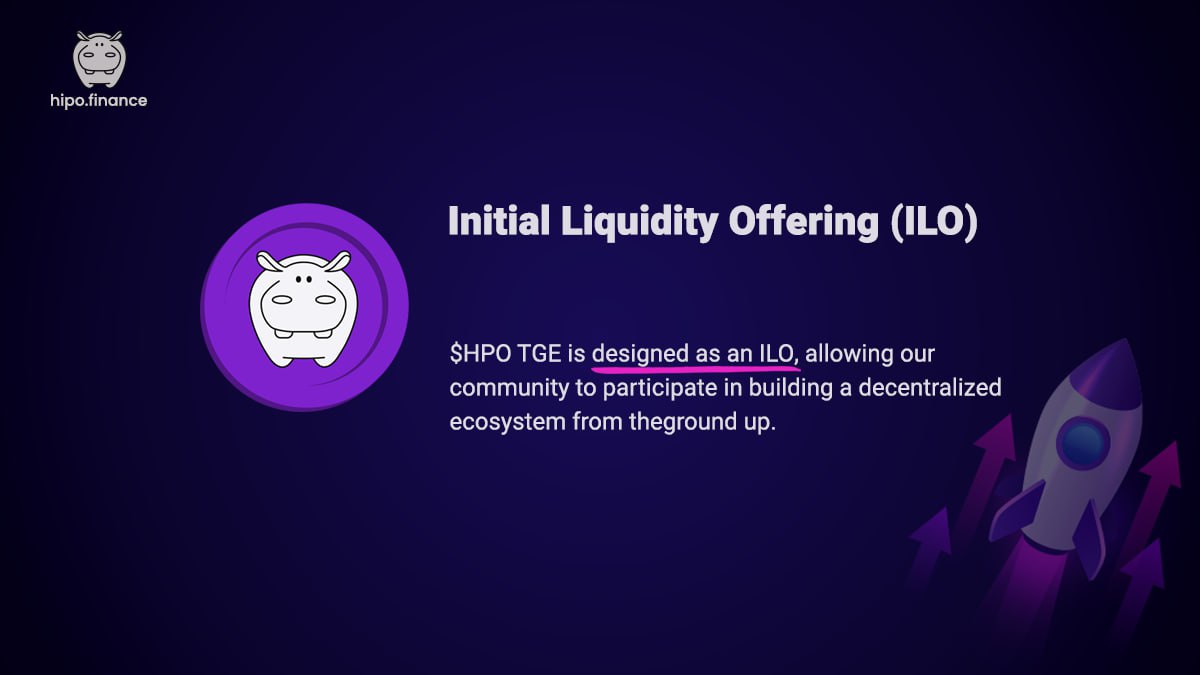 hipo.finance
Initial Liquidity Offering (ILO)
$HPO TGE is designed as an ILO, allowing our
community to participate in building a decentralized
ecosystem from theground up.